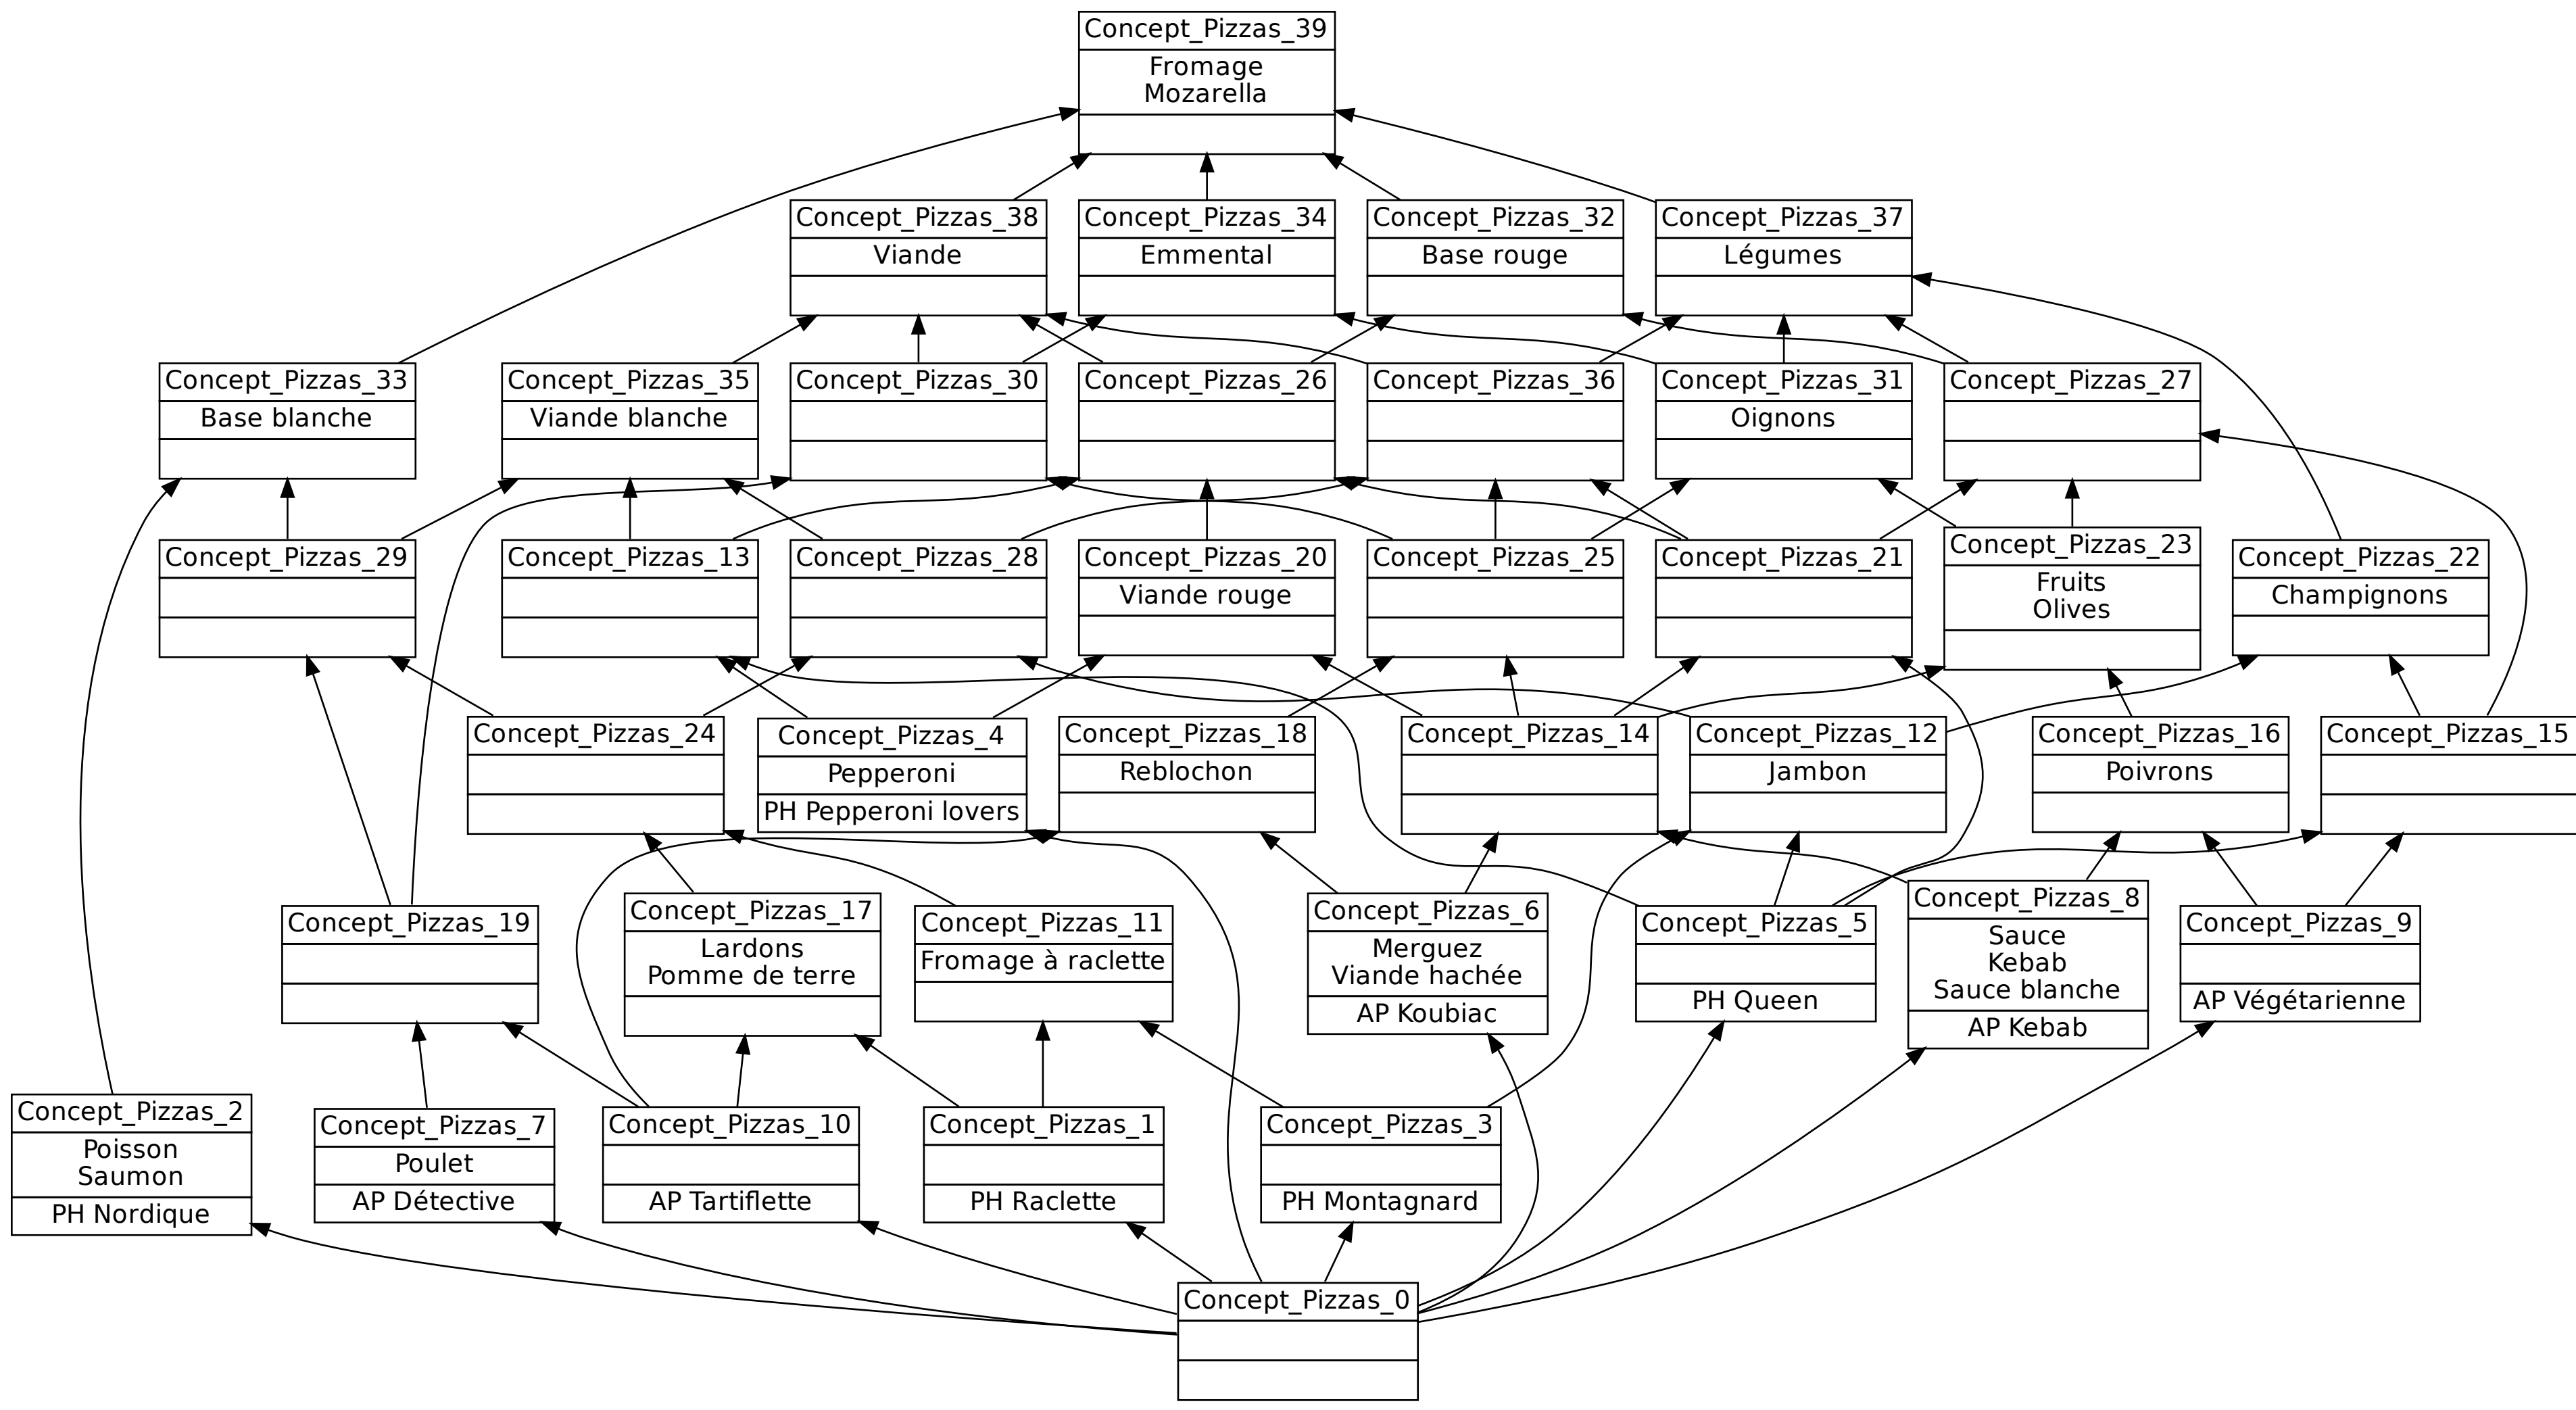 Concept_Pizzas_39
Fromage
Mozarella
Concept_Pizzas_38
Viande
Concept_Pizzas_34
Emmental
Concept_Pizzas_32
Base rouge
Concept_Pizzas_37
Légumes
Concept_Pizzas_33
Base blanche
Concept_Pizzas_35
Viande blanche
Concept_Pizzas_30
Concept_Pizzas_26
Concept_Pizzas_36
Concept_Pizzas_31
Oignons
Concept_Pizzas_27
Concept_Pizzas_29
Concept_Pizzas_13
Concept_Pizzas_28
Concept_Pizzas_20
Viande rouge
Concept_Pizzas_25
Concept_Pizzas_21
Concept_Pizzas_23
Fruits
Olives
Concept_Pizzas_22
Champignons
Concept_Pizzas_24
Concept_Pizzas_4
Pepperoni
PH Pepperoni lovers
Concept_Pizzas_18
Reblochon
Concept_Pizzas_14
Concept_Pizzas_12
Jambon
Concept_Pizzas_16
Poivrons
Concept_Pizzas_15
Concept_Pizzas_19
Concept_Pizzas_17
Lardons
Pomme de terre
Concept_Pizzas_11
Fromage à raclette
Concept_Pizzas_6
Merguez
Viande hachée
AP Koubiac
Concept_Pizzas_5
PH Queen
Concept_Pizzas_8
Sauce
Kebab
Sauce blanche
AP Kebab
Concept_Pizzas_9
AP Végétarienne
Concept_Pizzas_2
Poisson
Saumon
PH Nordique
Concept_Pizzas_7
Poulet
AP Détective
Concept_Pizzas_10
AP Tartiflette
Concept_Pizzas_1
PH Raclette
Concept_Pizzas_3
PH Montagnard
Concept_Pizzas_0